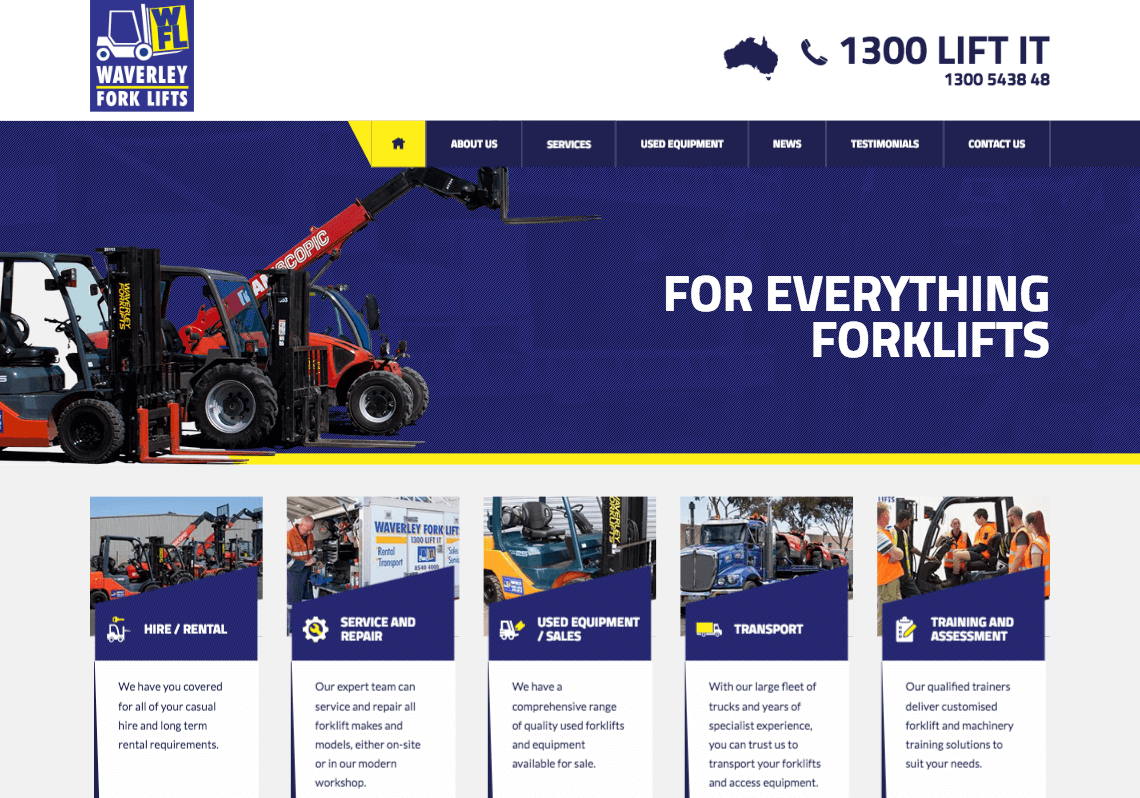 WFL
WAVERLEY
FORK LIFTS
1300 LIFT IT
1300 5438 48
ABOUT US
SERVICES
USED EQUIPMENT
NEWS
TESTIMONIALS
CONTACT US
SCOPIC
WAVERLEY
FORKLIFTS
FOR EVERYTHING
FORKLIFTS
WAVERLEY FORK LIFTS
1300 LIFT IT
Rental
Transport
Sales
8540 4000
WAVERLEY
FORKLIFTS
LIFTS
HIRE / RENTAL
SERVICE AND
REPAIR
USED EQUIPMENT
/ SALES
TRANSPORT
TRAINING AND
ASSESSMENT
We have you covered
for all of your casual
hire and long term
rental requirements.
Our expert team can
service and repair all
forklift makes and
models, either on-site
or in our modern
workshop.
We have a
comprehensive range
of quality used forklifts
and equipment
available for sale.
With our large fleet of
trucks and years of
specialist experience,
you can trust us to
transport your forklifts
and access equipment.
Our qualified trainers
deliver customised
forklift and machinery
training solutions to
suit your needs.